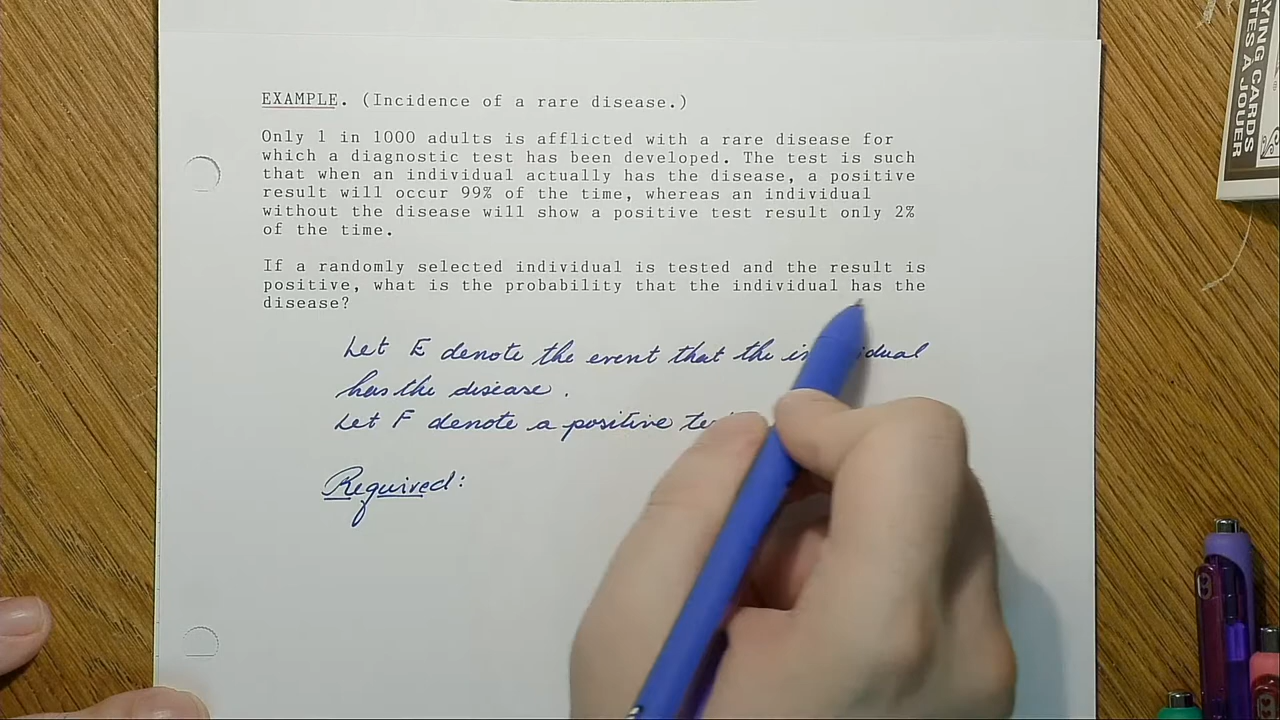 EXAMPLE. (Incidence of a rare disease.)
Only 1 in 1000 adults is afflicted with a rare disease for
which a diagnostic test has been developed. The test is such
that when an individual actually has the disease, a positive
result will occur 99% of the time, whereas an individual
without the disease will show a positive test result only 2%
of the time.
If a randomly selected individual is tested and the result is
positive, what is the probability that the individual has the
disease?
Let E denote the event that the
has the disease.
Let F denote a positive
Required:
YING CARDS
TES A JOUER